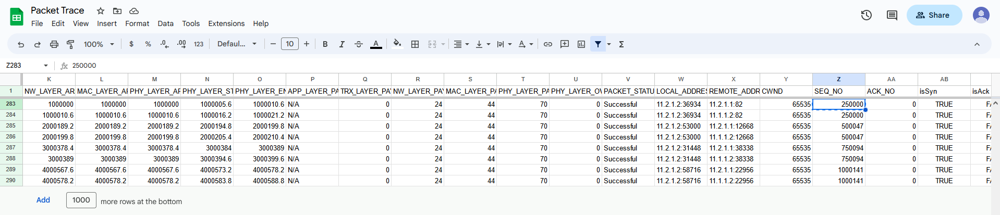 Packet Trace
File Edit View Insert Format Data Tools Extensions Help
Share
100% $ % .0 .00 123 Defaul... − 10 + B I S A A Σ
Z283 fx 250000
K L M N O P Q R S T U V W X Y Z AA AB
1 NW_LAYER_AR MAC_LAYER_AI PHY_LAYER_AF PHY_LAYER_ST PHY_LAYER_EN APP_LAYER_PA TRX_LAYER_PAY NW_LAYER_PAY MAC_LAYER_PA PHY_LAYER_PA PHY_LAYER_OV PACKET_STATU LOCAL_ADDRES REMOTE_ADDR CWND SEQ_NO ACK_NO isSyn isAck
283 1000000 1000000 1000000 1000005.6 1000010.6 N/A 0 24 44 70 0 Successful 11.2.1.2:36934 11.2.1.1:82 65535 250000 0 TRUE FA
284 1000010.6 1000010.6 1000010.6 1000016.2 1000021.2 N/A 0 24 44 70 0 Successful 11.2.1.2:36934 11.1.1.2:82 65535 250000 0 TRUE FA
285 2000189.2 2000189.2 2000189.2 2000194.8 2000199.8 N/A 0 24 44 70 0 Successful 11.2.1.2:53000 11.2.1.1:12668 65535 500047 0 TRUE FA
286 2000199.8 2000199.8 2000199.8 2000205.4 2000210.4 N/A 0 24 44 70 0 Successful 11.2.1.2:53000 11.1.1.2:12668 65535 500047 0 TRUE FA
287 3000378.4 3000378.4 3000378.4 3000384 3000389 N/A 0 24 44 70 0 Successful 11.2.1.2:31448 11.2.1.1:38338 65535 750094 0 TRUE FA
288 3000389 3000389 3000389 3000394.6 3000399.6 N/A 0 24 44 70 0 Successful 11.2.1.2:31448 11.1.1.2:38338 65535 750094 0 TRUE FA
289 4000567.6 4000567.6 4000567.6 4000573.2 4000578.2 N/A 0 24 44 70 0 Successful 11.2.1.2:58716 11.2.1.1:22956 65535 1000141 0 TRUE FA
290 4000578.2 4000578.2 4000578.2 4000583.8 4000588.8 N/A 0 24 44 70 0 Successful 11.2.1.2:58716 11.1.1.2:22956 65535 1000141 0 TRUE FA
Add 1000 more rows at the bottom